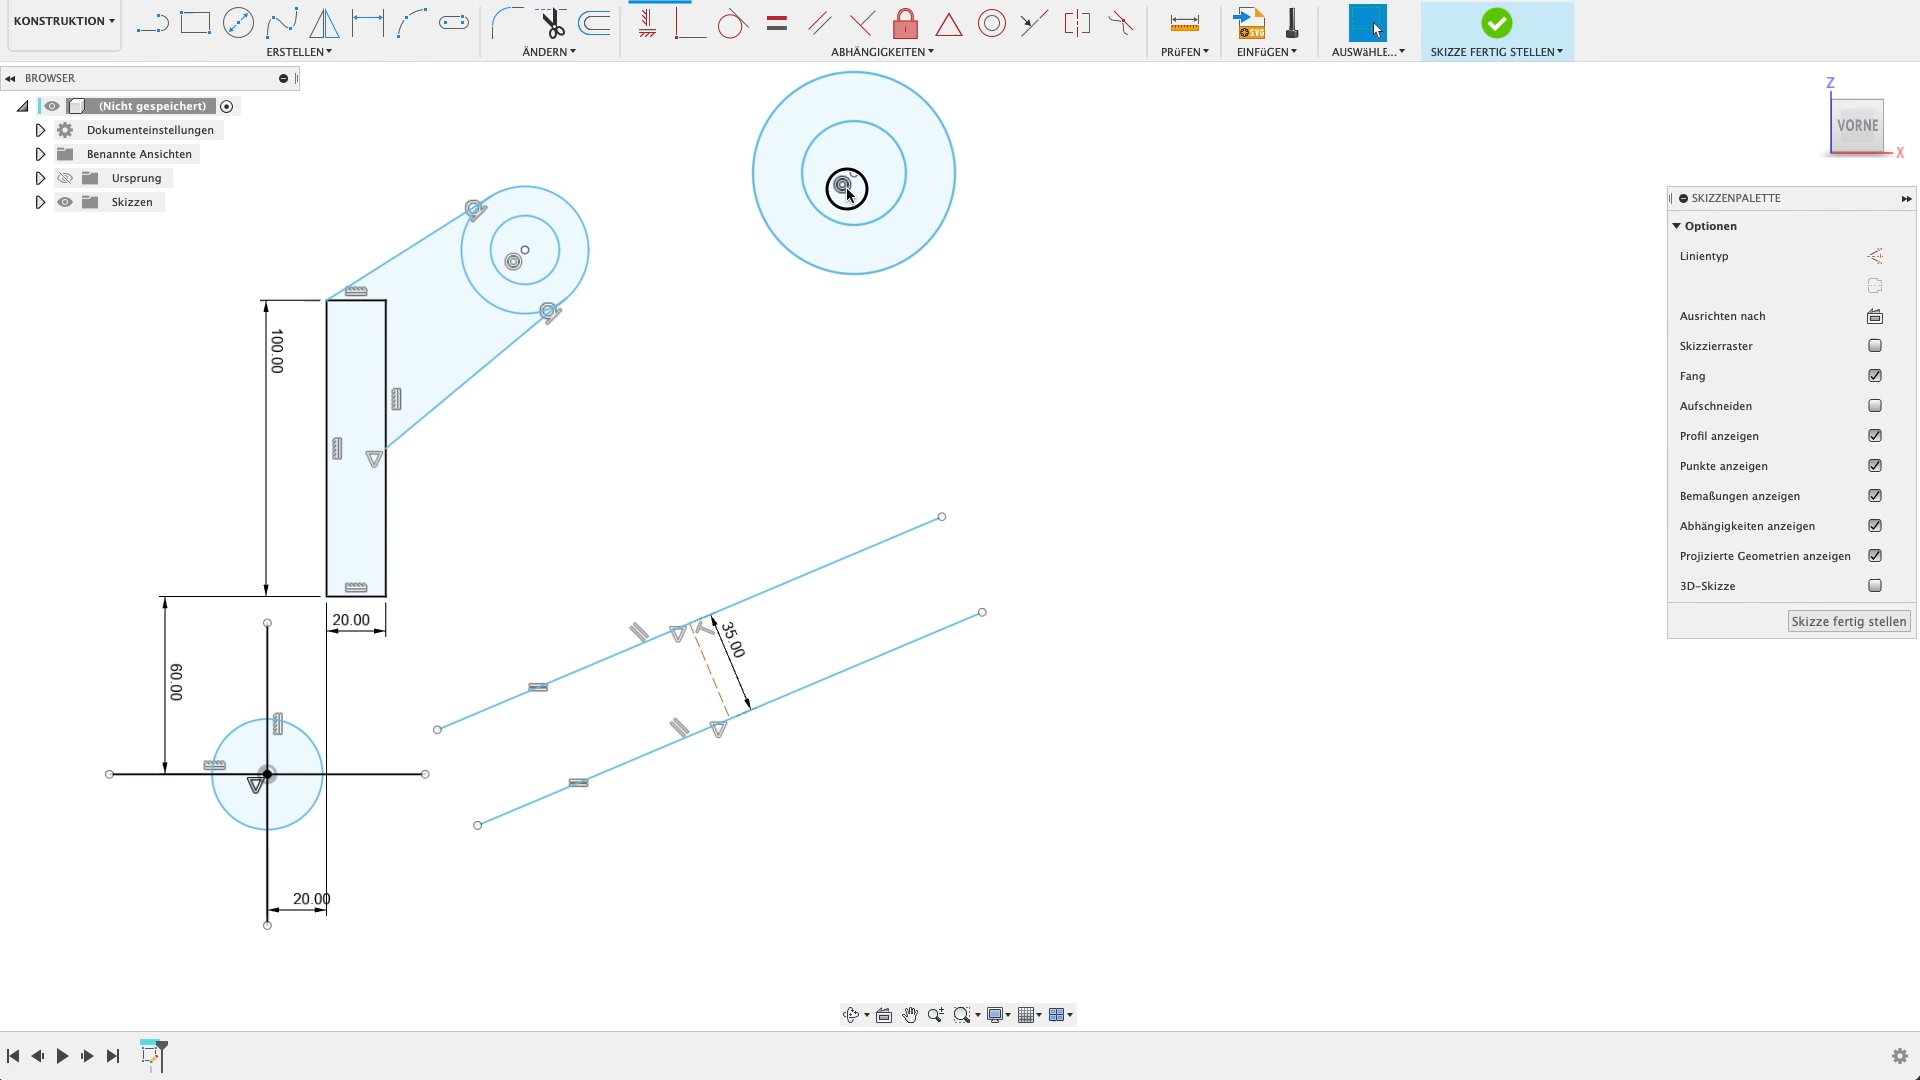 KONSTRUKTION
ERSTELLEN
ÄNDERN
ABHÄNGIGKEITEN
PRüFEN
EINFüGEN
SVG
AUSWäHLE...
SKIZZE FERTIG STELLEN
BROWSER
(Nicht gespeichert)
Dokumenteinstellungen
Benannte Ansichten
Ursprung
Skizzen
Z
VORNE
X
SKIZZENPALETTE
Optionen
Linientyp
Ausrichten nach
Skizzierraster
Fang
Aufschneiden
Profil anzeigen
Punkte anzeigen
Bemaßungen anzeigen
Abhängigkeiten anzeigen
Projizierte Geometrien anzeigen
3D-Skizze
Skizze fertig stellen
100.00
20.00
60.00
35.00
20.00